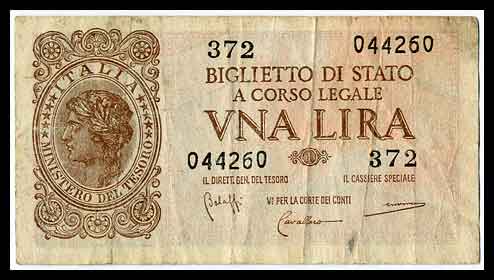 372 044260
BIGLIETTO DI STATO
A CORSO LEGALE
VNA LIRA
044260 372
IL DIRETT. GEN. DEL TESORO IL CASSIERE SPECIALE
Vº PER LA CORTE DEI CONTI
Cavallaro
ITALIA
MINISTERO DEL TESORO